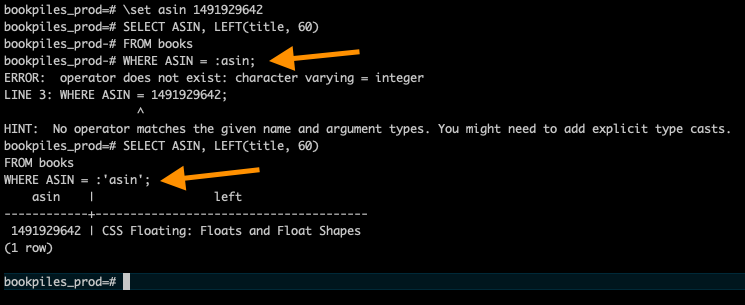 bookpiles_prod=# \set asin 1491929642
bookpiles_prod=# SELECT ASIN, LEFT(title, 60)
bookpiles_prod-# FROM books
bookpiles_prod-# WHERE ASIN = :asin;
ERROR:  operator does not exist: character varying = integer
LINE 3: WHERE ASIN = 1491929642;
                   ^
HINT:  No operator matches the given name and argument types. You might need to add explicit type casts.
bookpiles_prod=# SELECT ASIN, LEFT(title, 60)
FROM books
WHERE ASIN = :'asin';
    asin    |                 left
------------+--------------------------------------
 1491929642 | CSS Floating: Floats and Float Shapes
(1 row)
bookpiles_prod=#